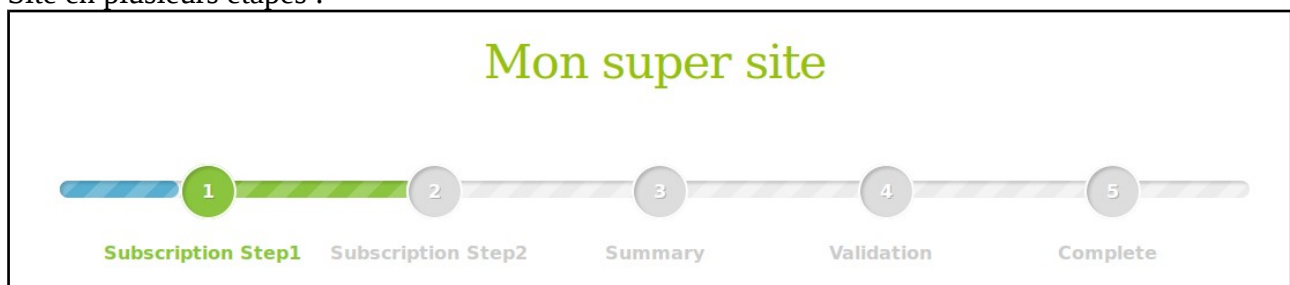 Site en plusieurs étapes :
Mon super site
1 2 3 4 5
Subscription Step1 Subscription Step2 Summary Validation Complete